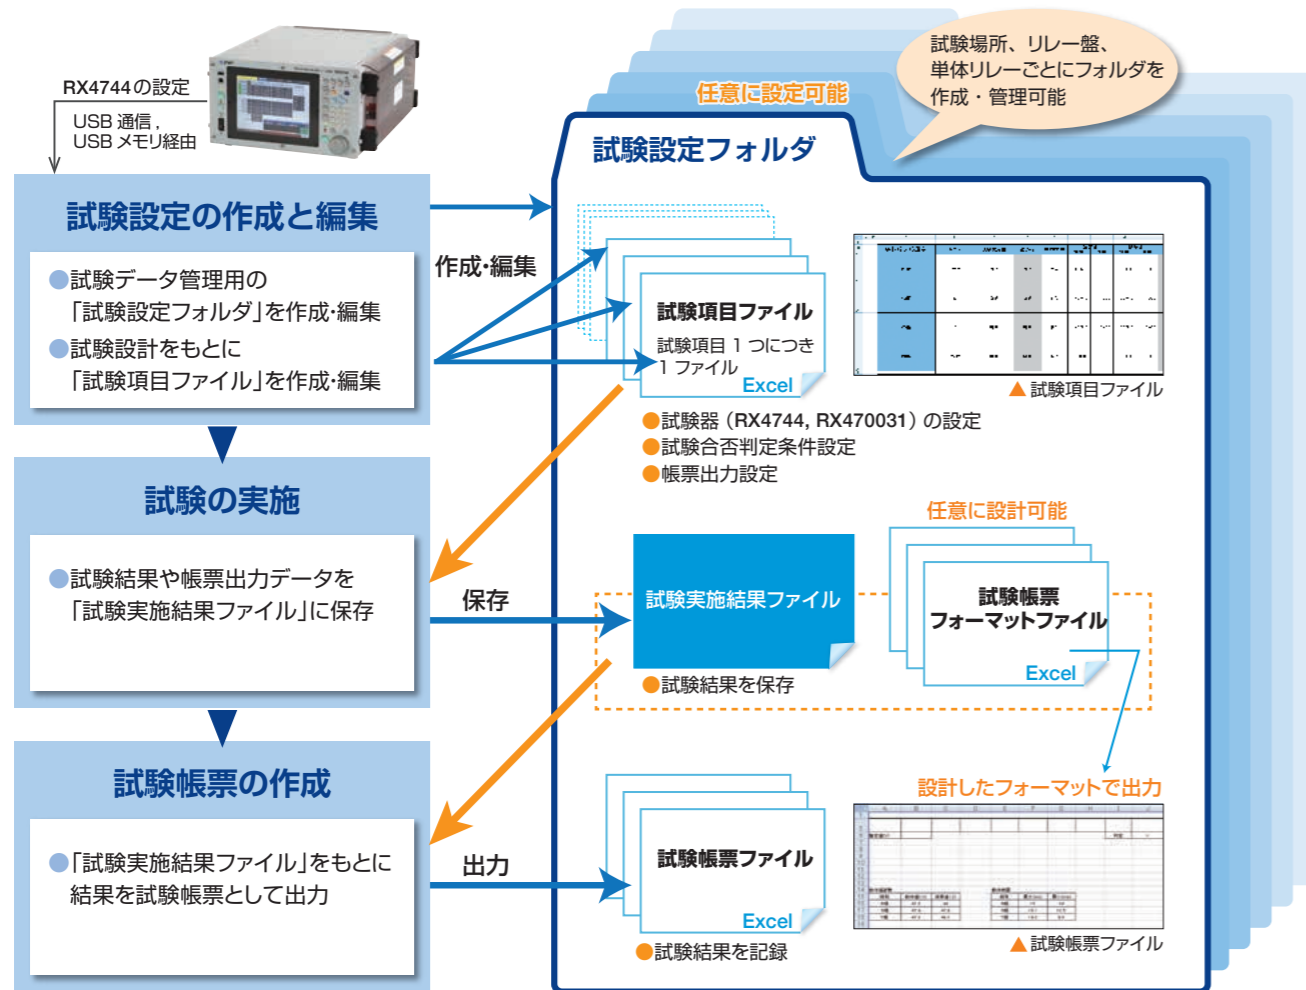 試験場所、リレー盤、
単体リレーごとにフォルダを
作成・管理可能
任意に設定可能
RX4744の設定
USB 通信 ,
USB メモリ経由
試験設定フォルダ
試験設定の作成と編集
●試験データ管理用の
「試験設定フォルダ」を作成・編集
●試験設計をもとに
「試験項目ファイル」を作成・編集
作成・編集
試験項目ファイル
試験項目 1 つにつき
1 ファイル
Excel
▲試験項目ファイル
●試験器（RX4744, RX470031）の設定
●試験合否判定条件設定
●帳票出力設定
試験の実施
●試験結果や帳票出力データを
「試験実施結果ファイル」に保存
保存
試験実施結果ファイル
●試験結果を保存
任意に設計可能
試験帳票
フォーマットファイル
Excel
試験帳票の作成
●「試験実施結果ファイル」をもとに
結果を試験帳票として出力
出力
試験帳票ファイル
Excel
●試験結果を記録
設計したフォーマットで出力
▲試験帳票ファイル